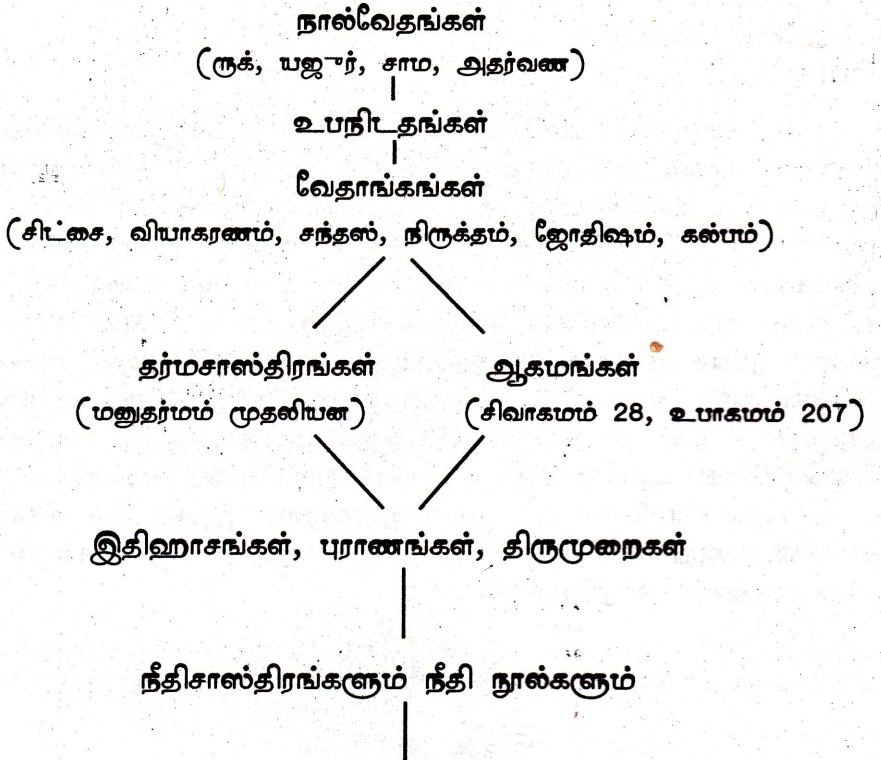 நால்வேதங்கள்
(ருக், யஜுர், சாம, அதர்வண)
உபநிடதங்கள்
வேதாங்கங்கள்
(சிட்சை, வியாகரணம், சந்தஸ், நிருக்தம், ஜோதிஷம், கல்பம்)
தர்மசாஸ்திரங்கள் ஆகமங்கள்
(மனுதர்மம் முதலியன) (சிவாகமம் 28, உபாகமம் 207)
இதிஹாசங்கள், புராணங்கள், திருமுறைகள்
நீதிசாஸ்திரங்களும் நீதி நூல்களும்